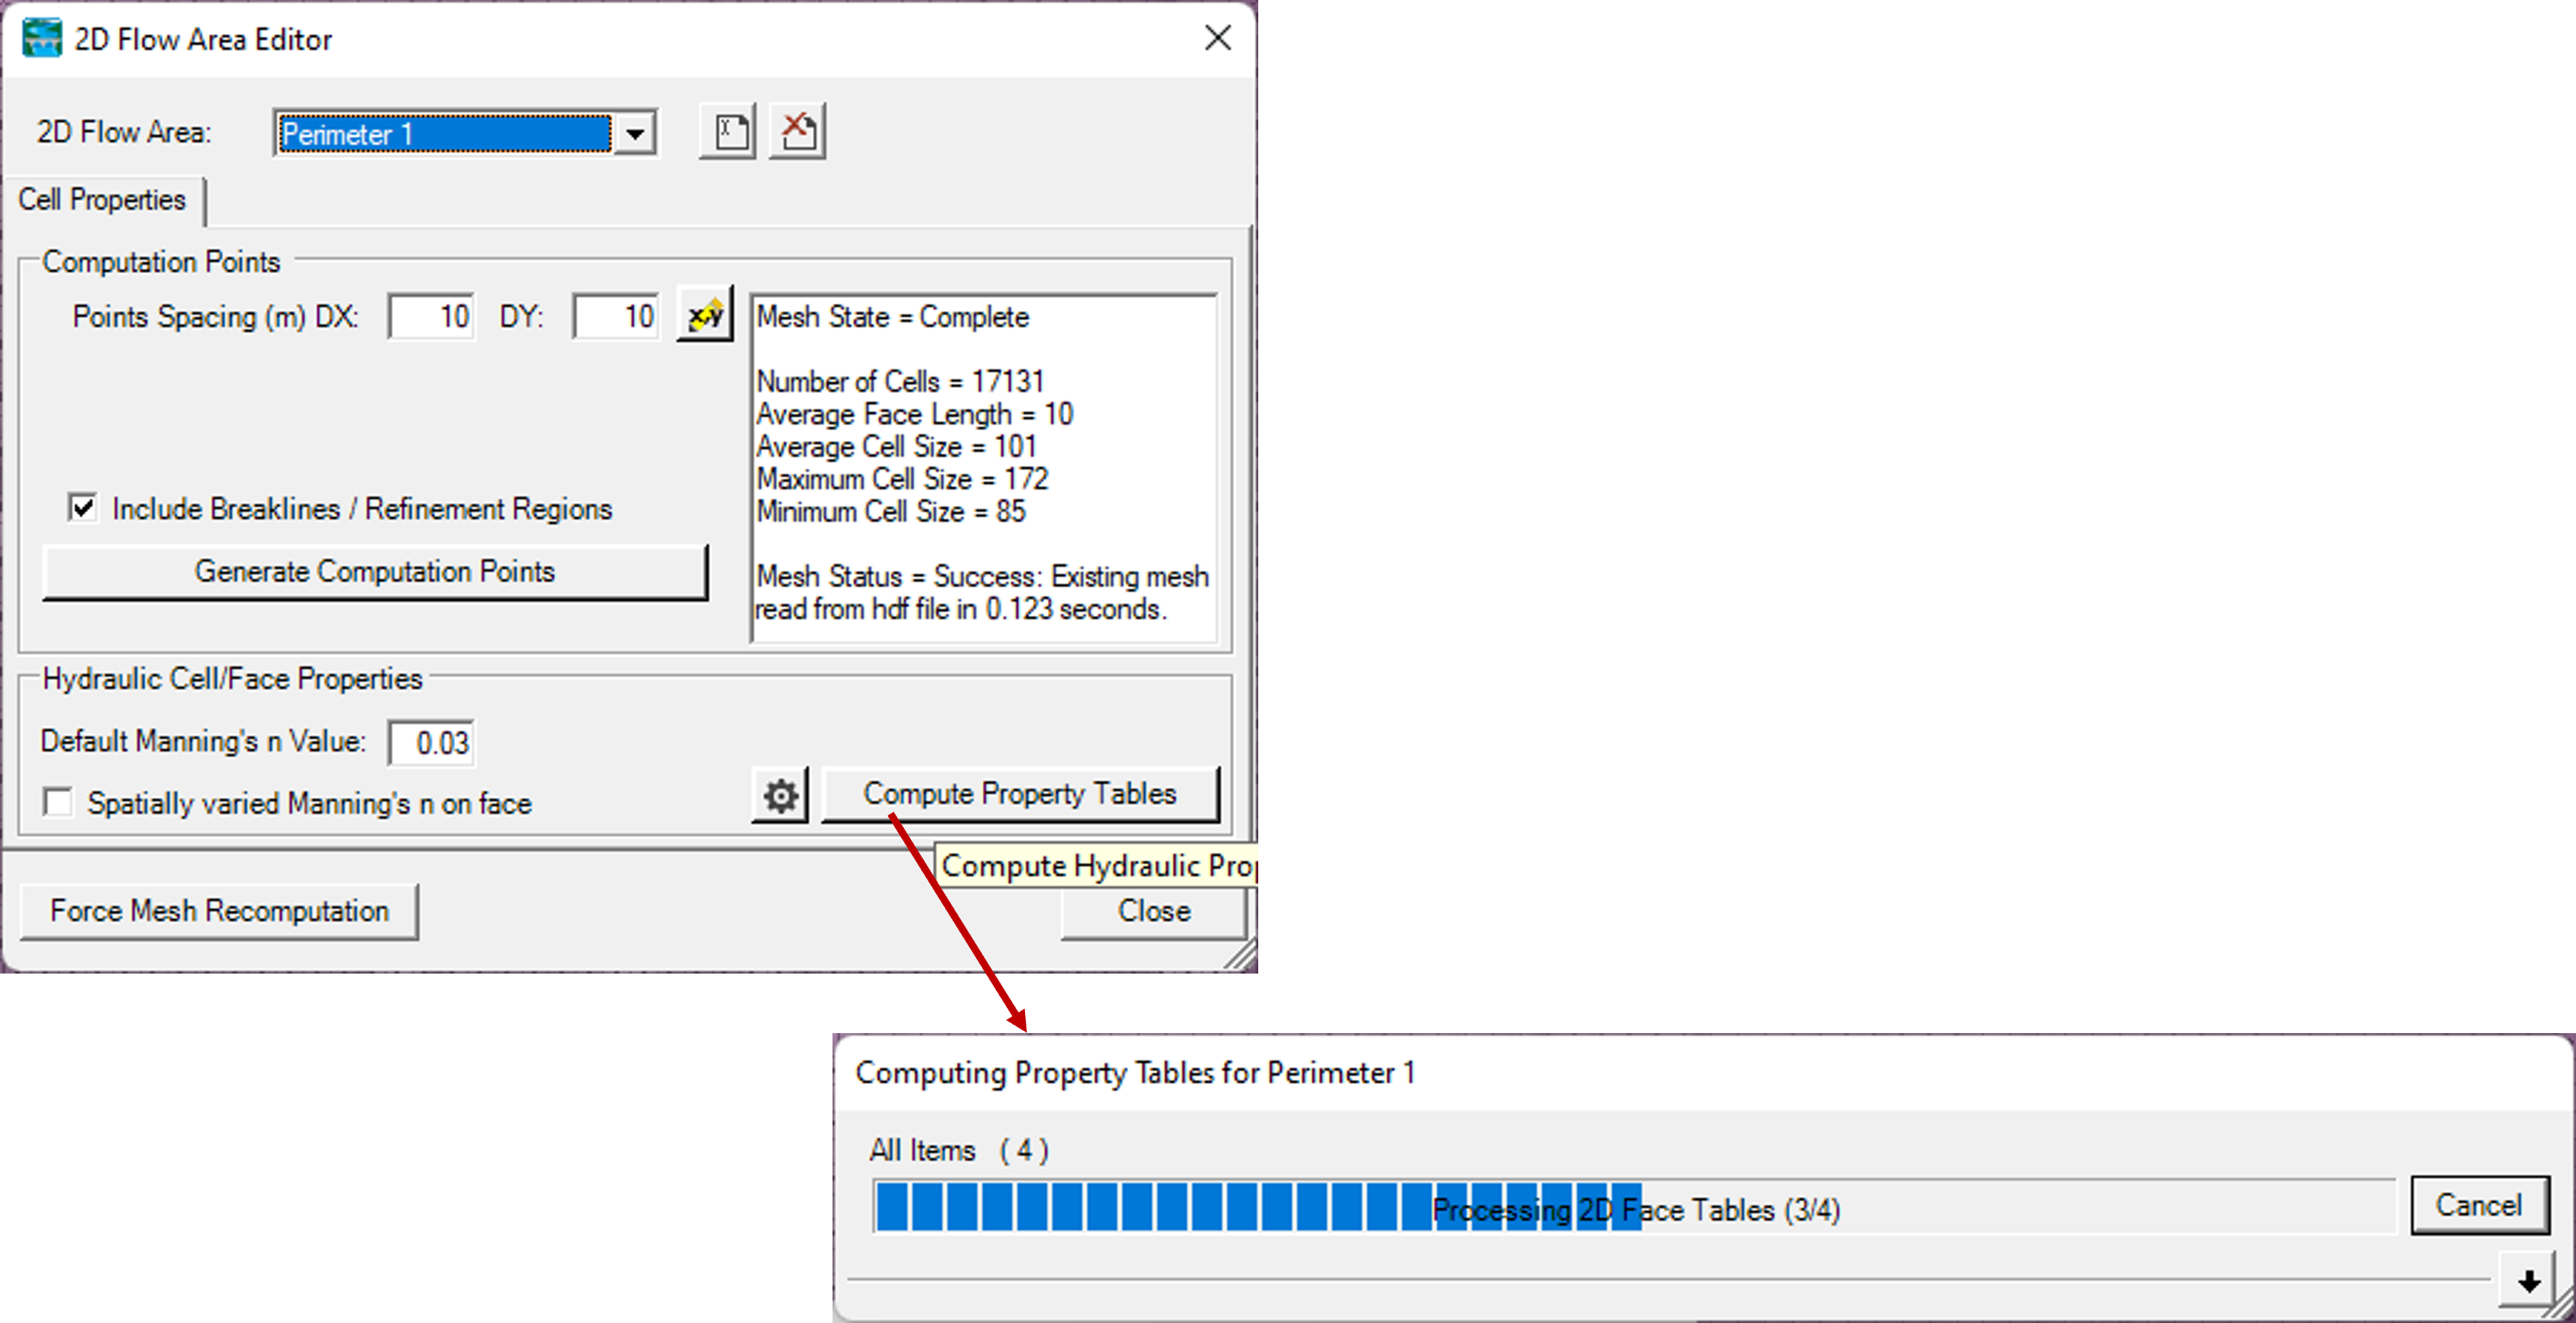 2D Flow Area Editor
2D Flow Area: Perimeter 1
Cell Properties
Computation Points
Points Spacing (m) DX: 10 DY: 10
Mesh State = Complete
Number of Cells = 17131
Average Face Length = 10
Average Cell Size = 101
Maximum Cell Size = 172
Minimum Cell Size = 85
Mesh Status = Success: Existing mesh
read from hdf file in 0.123 seconds.
Include Breaklines / Refinement Regions
Generate Computation Points
Hydraulic Cell/Face Properties
Default Manning's n Value: 0.03
Spatially varied Manning's n on face
Compute Property Tables
Compute Hydraulic Pro
Force Mesh Recomputation
Close
Computing Property Tables for Perimeter 1
All Items ( 4 )
Processing 2D Face Tables (3/4)
Cancel